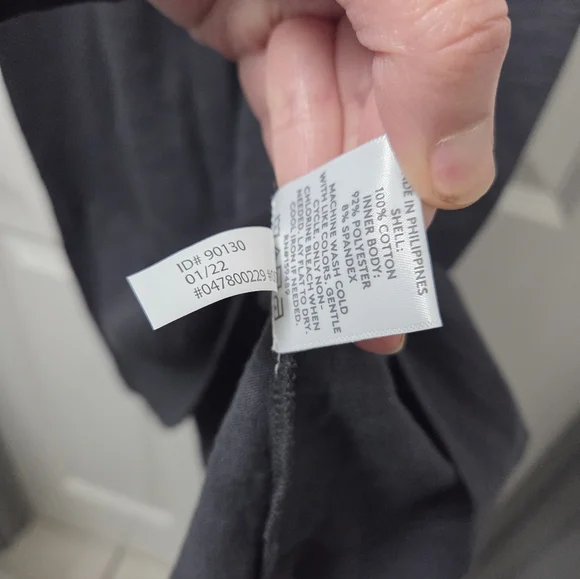 DE IN PHILIPPINES
SHELL:
100% COTTON
INNER BODY:
92% POLYESTER
8% SPANDEX
MACHINE WASH COLD
WITH LIKE COLORS. GENTLE
CYCLE. ONLY NON-
CHLORINE BLEACH WHEN
NEEDED. LAY FLAT TO DRY.
COOL IRON IF NEEDED.
ID# 90130
01/22
#047800229